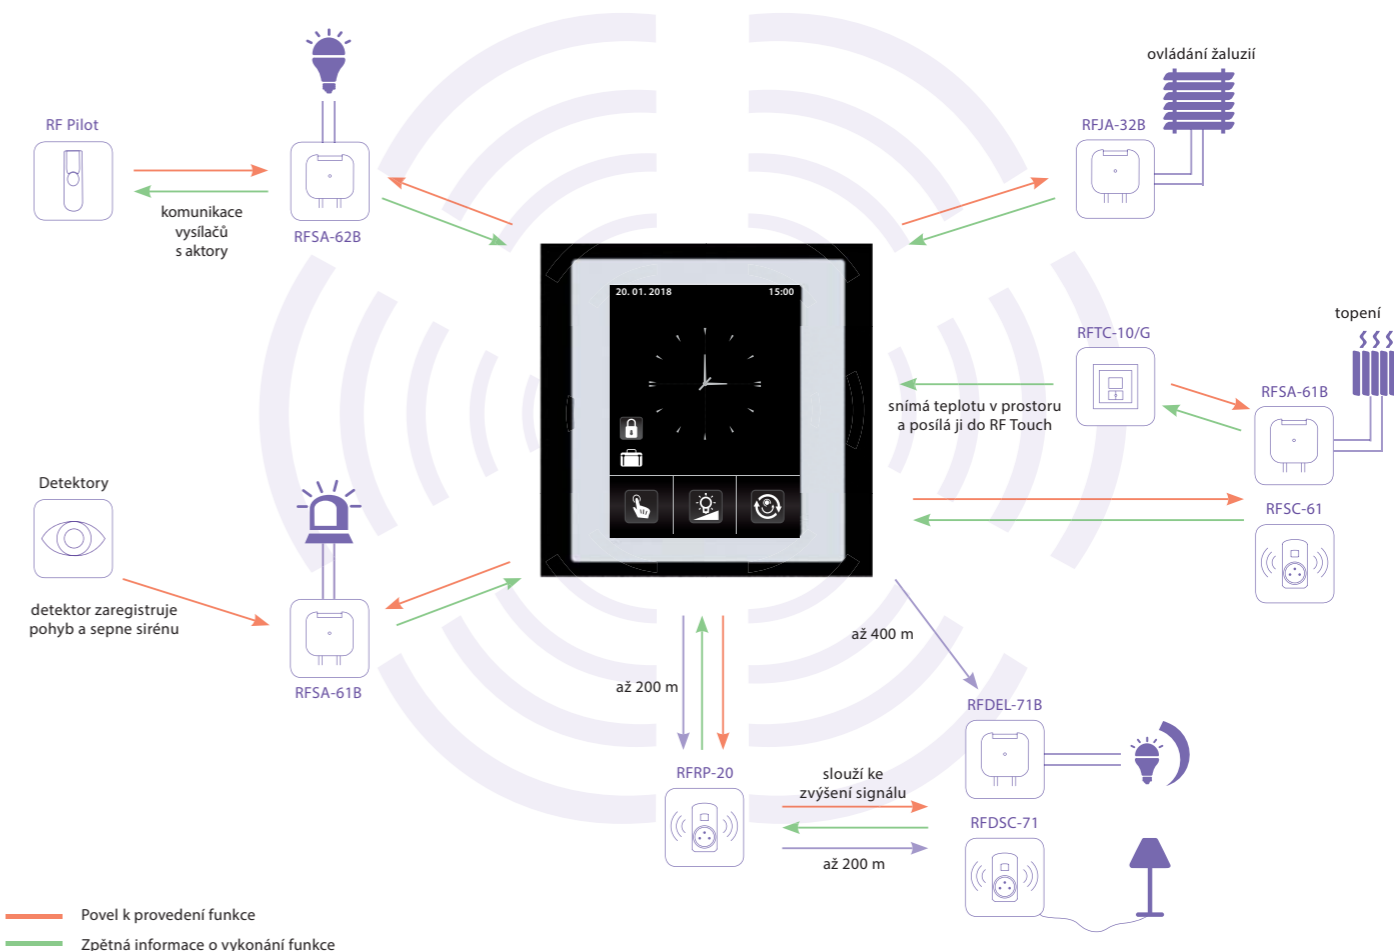 ovládání žaluzií
RF Pilot
RFJA-32B
komunikace
vysílačů
s aktory
RFSA-62B
20. 01. 2018 15:00
topení
RFTC-10/G
RFSA-61B
snímá teplotu v prostoru
a posílá ji do RF Touch
Detektory
RFSC-61
detektor zaregistruje
pohyb a sepne sirénu
RFSA-61B
až 400 m
až 200 m
RFDEL-71B
RFRP-20
slouží ke
zvýšení signálu
RFDSC-71
až 200 m
Povel k provedení funkce
Zpětná informace o vykonání funkce